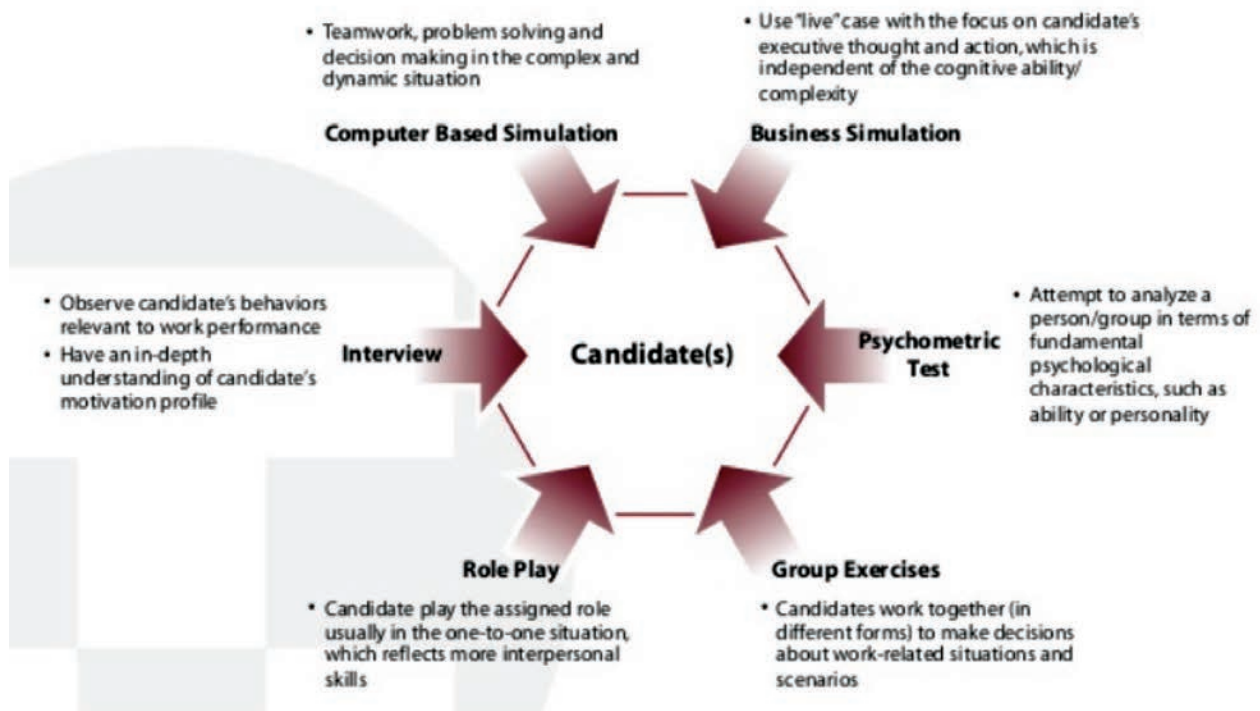 • Teamwork, problem solving and
decision making in the complex and
dynamic situation
Computer Based Simulation
• Use "live" case with the focus on candidate's
executive thought and action, which is
independent of the cognitive ability/
complexity
Business Simulation
• Observe candidate's behaviors
relevant to work performance
• Have an in-depth
understanding of candidate's
motivation profile
Interview
Candidate(s)
Psychometric
Test
• Attempt to analyze a
person/group in terms of
fundamental
psychological
characteristics, such as
ability or personality
Role Play
• Candidate play the assigned role
usually in the one-to-one situation,
which reflects more interpersonal
skills
Group Exercises
• Candidates work together (in
different forms) to make decisions
about work-related situations and
scenarios